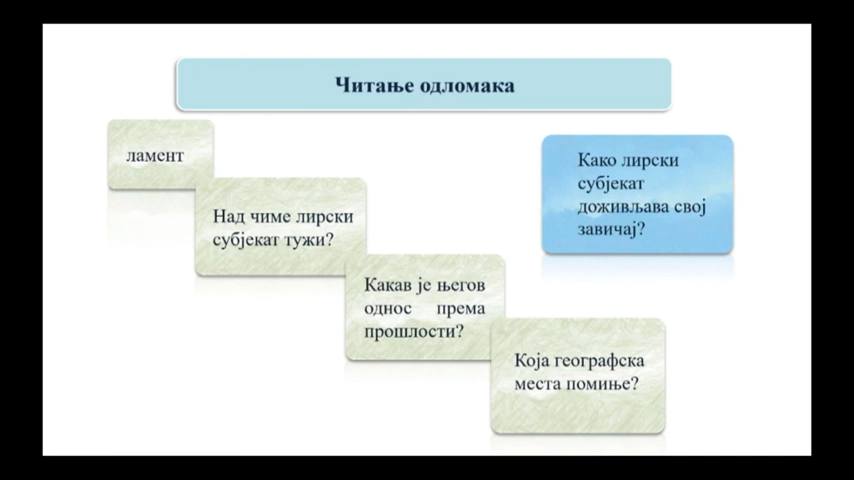 Читање одломака
ламент
Над чиме лирски
субјекат тужи?
Какав је његов
однос према
прошлости?
Која географска
места помиње?
Како лирски
субјекат
доживљава свој
завичај?